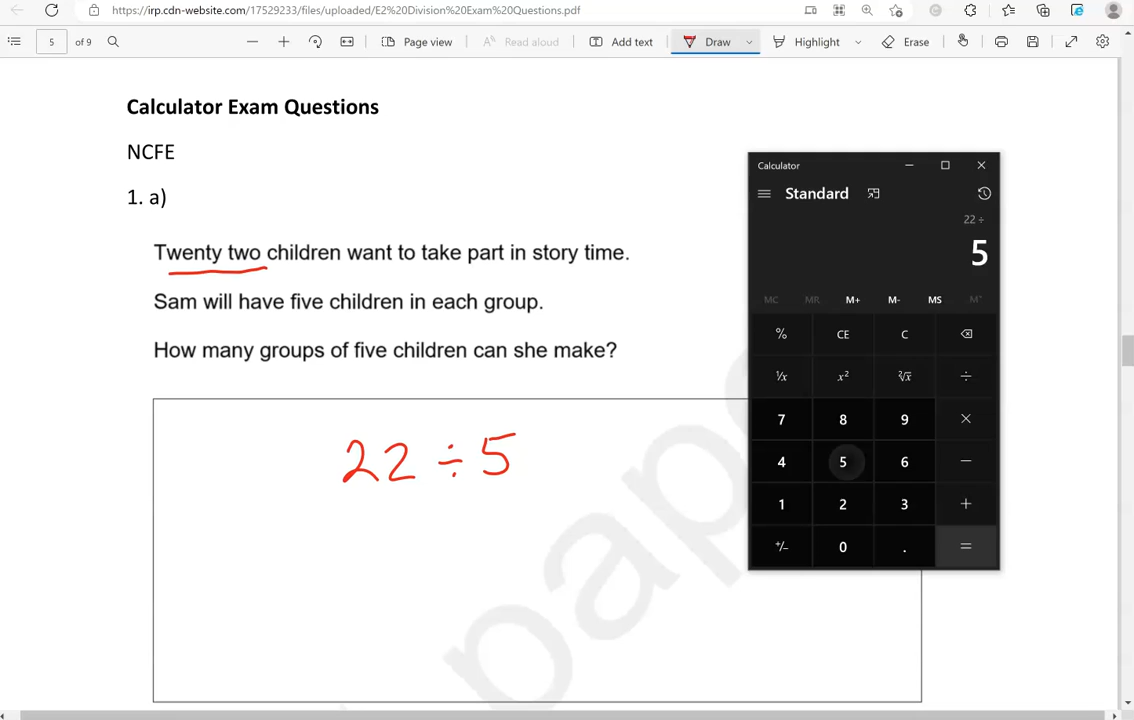 https://irp.cdn-website.com/17529233/files/uploaded/E2%20Division%20Exam%20Questions.pdf
5 of 9 Page view Read aloud Add text Draw Highlight Erase
Calculator Exam Questions
NCFE
1. a)
Twenty two children want to take part in story time.
Sam will have five children in each group.
How many groups of five children can she make?
22 ÷ 5
Calculator
Standard
22 ÷
5
MC MR M+ M- MS M˅
% CE C
⅟x x² ²√x ÷
7 8 9 ×
4 5 6 −
1 2 3 +
+/− 0 . =
pape